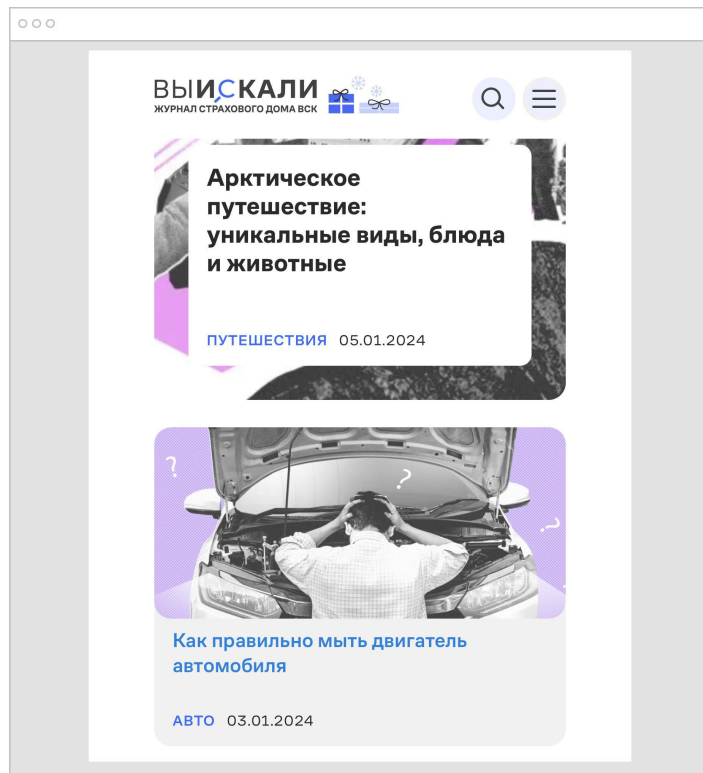 ВЫИСКАЛИ
ЖУРНАЛ СТРАХОВОГО ДОМА ВСК
Арктическое
путешествие:
уникальные виды, блюда
и животные
ПУТЕШЕСТВИЯ 05.01.2024
?
?
?
Как правильно мыть двигатель
автомобиля
АВТО 03.01.2024